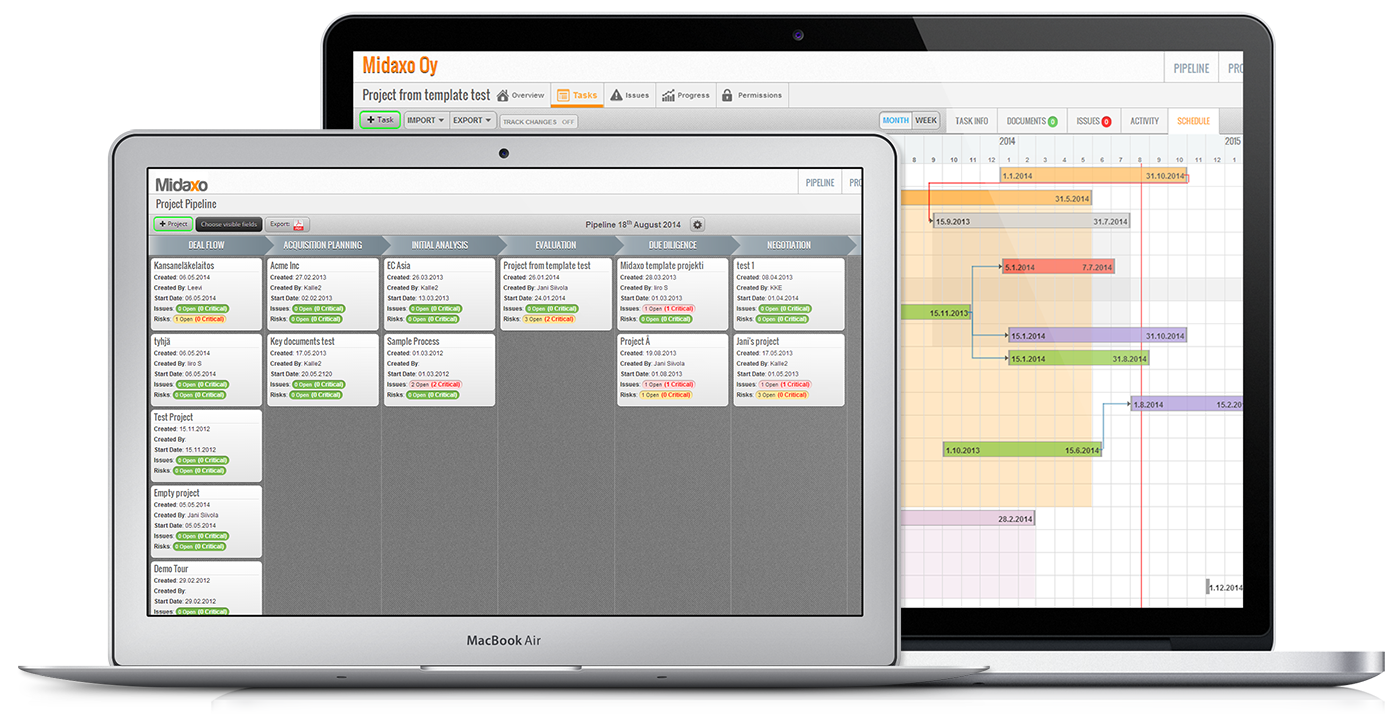 Midaxo Oy
PIPELINE PRO
Project from template test Overview Tasks Issues Progress Permissions
+ Task IMPORT EXPORT TRACK CHANGES OFF MONTH WEEK TASK INFO DOCUMENTS 0 ISSUES 0 ACTIVITY SCHEDULE
2014 2015
8 9 10 11 12 1 2 3 4 5 6 7 8 9 10 11 12 1
1.1.2014 31.10.2014
31.5.2014
15.9.2013 31.7.2014
5.1.2014 7.7.2014
15.11.2013
15.1.2014 31.10.2014
15.1.2014 31.8.2014
1.8.2014 15.2.20
1.10.2013 15.6.2014
28.2.2014
1.12.2014
Midaxo
PIPELINE PRO
Project Pipeline
+ Project Choose visible fields Export: Pipeline 18th August 2014
DEAL FLOW ACQUISITION PLANNING INITIAL ANALYSIS EVALUATION DUE DILIGENCE NEGOTIATION
Kansaneläkelaitos
Created: 06.05.2014
Created By: Leevi
Start Date: 06.05.2014
Issues: 0 Open (0 Critical)
Risks: 1 Open (0 Critical)
tyhjä
Created: 06.05.2014
Created By: Iiro S
Start Date: 06.05.2014
Issues: 0 Open (0 Critical)
Risks: 0 Open (0 Critical)
Test Project
Created: 15.11.2012
Created By:
Start Date: 15.11.2012
Issues: 0 Open (0 Critical)
Risks: 0 Open (0 Critical)
Empty project
Created: 05.05.2014
Created By: Jani Siivola
Start Date: 05.05.2014
Issues: 0 Open (0 Critical)
Risks: 0 Open (0 Critical)
Demo Tour
Created: 29.02.2012
Created By:
Start Date: 29.02.2012
Issues: 0 Open (0 Critical)
Acme Inc
Created: 27.02.2013
Created By: Kalle2
Start Date: 02.02.2013
Issues: 0 Open (0 Critical)
Risks: 0 Open (0 Critical)
Key documents test
Created: 17.05.2013
Created By: Kalle2
Start Date: 20.05.2120
Issues: 0 Open (0 Critical)
Risks: 0 Open (0 Critical)
EC Asia
Created: 26.03.2013
Created By: Kalle2
Start Date: 13.03.2013
Issues: 0 Open (0 Critical)
Risks: 0 Open (0 Critical)
Sample Process
Created: 01.03.2012
Created By:
Start Date: 01.03.2012
Issues: 2 Open (2 Critical)
Risks: 0 Open (0 Critical)
Project from template test
Created: 26.01.2014
Created By: Jani Siivola
Start Date: 24.01.2014
Issues: 0 Open (0 Critical)
Risks: 3 Open (2 Critical)
Midaxo template projekti
Created: 28.03.2013
Created By: Iiro S
Start Date: 01.03.2013
Issues: 1 Open (1 Critical)
Risks: 0 Open (0 Critical)
Project Ä
Created: 19.08.2013
Created By: Jani Siivola
Start Date: 01.08.2013
Issues: 1 Open (1 Critical)
Risks: 1 Open (0 Critical)
test 1
Created: 08.04.2013
Created By: KKE
Start Date: 01.04.2014
Issues: 0 Open (0 Critical)
Risks: 0 Open (0 Critical)
Jani's project
Created: 17.05.2013
Created By: Kalle2
Start Date: 01.05.2013
Issues: 1 Open (1 Critical)
Risks: 3 Open (0 Critical)
MacBook Air